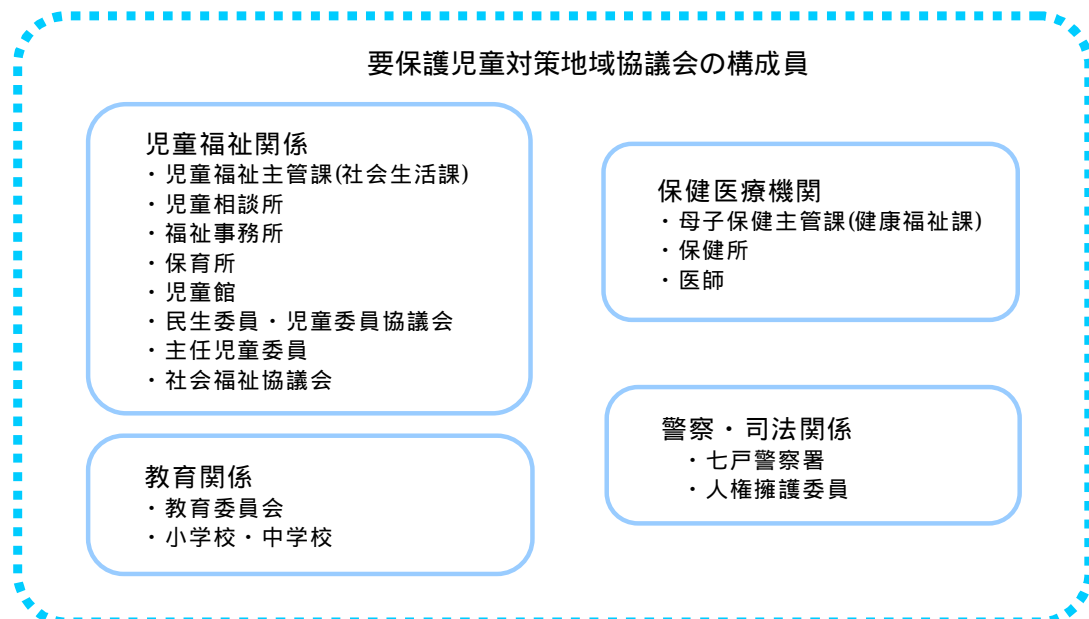 要保護児童対策地域協議会の構成員
児童福祉関係
・児童福祉主管課(社会生活課)
・児童相談所
・福祉事務所
・保育所
・児童館
・民生委員・児童委員協議会
・主任児童委員
・社会福祉協議会
教育関係
・教育委員会
・小学校・中学校
保健医療機関
・母子保健主管課(健康福祉課)
・保健所
・医師
警察・司法関係
・七戸警察署
・人権擁護委員